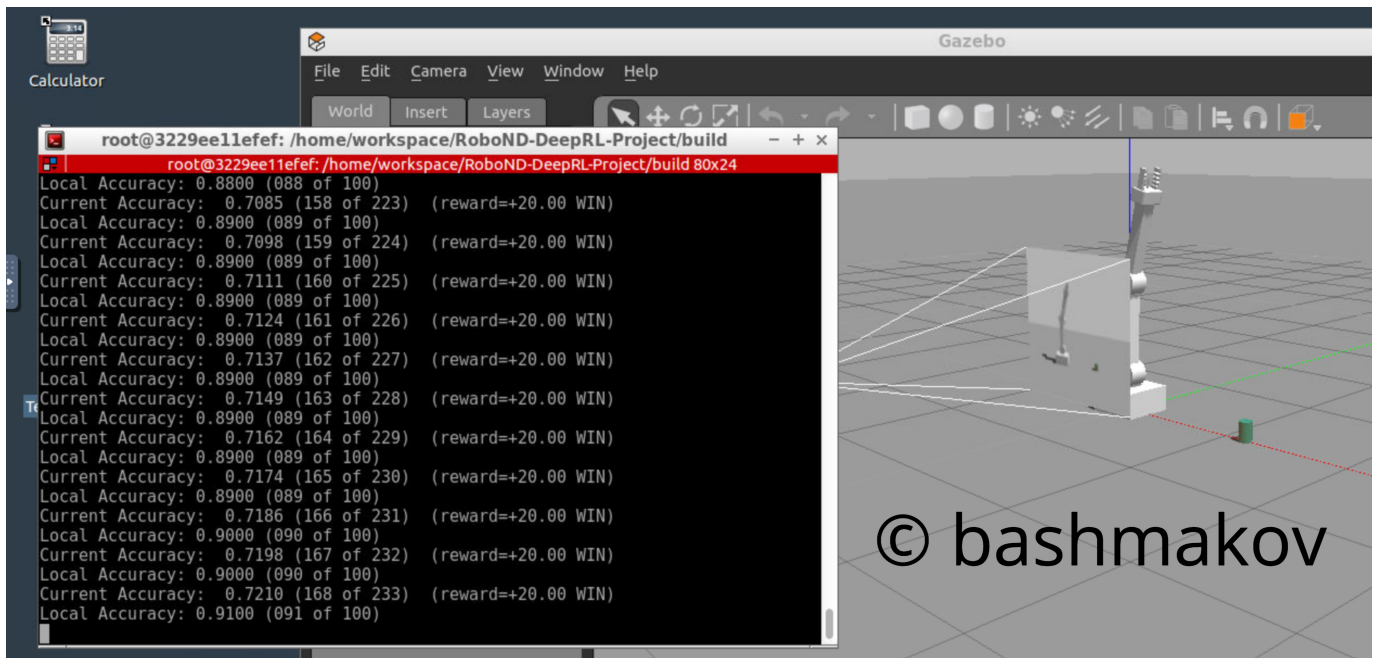 3.14
Calculator
Gazebo
File Edit Camera View Window Help
World Insert Layers
root@3229ee11efef: /home/workspace/RoboND-DeepRL-Project/build
root@3229ee11efef: /home/workspace/RoboND-DeepRL-Project/build 80x24
Local Accuracy: 0.8800 (088 of 100)
Current Accuracy:  0.7085 (158 of 223)  (reward=+20.00 WIN)
Local Accuracy: 0.8900 (089 of 100)
Current Accuracy:  0.7098 (159 of 224)  (reward=+20.00 WIN)
Local Accuracy: 0.8900 (089 of 100)
Current Accuracy:  0.7111 (160 of 225)  (reward=+20.00 WIN)
Local Accuracy: 0.8900 (089 of 100)
Current Accuracy:  0.7124 (161 of 226)  (reward=+20.00 WIN)
Local Accuracy: 0.8900 (089 of 100)
Current Accuracy:  0.7137 (162 of 227)  (reward=+20.00 WIN)
Local Accuracy: 0.8900 (089 of 100)
Current Accuracy:  0.7149 (163 of 228)  (reward=+20.00 WIN)
Local Accuracy: 0.8900 (089 of 100)
Current Accuracy:  0.7162 (164 of 229)  (reward=+20.00 WIN)
Local Accuracy: 0.8900 (089 of 100)
Current Accuracy:  0.7174 (165 of 230)  (reward=+20.00 WIN)
Local Accuracy: 0.8900 (089 of 100)
Current Accuracy:  0.7186 (166 of 231)  (reward=+20.00 WIN)
Local Accuracy: 0.9000 (090 of 100)
Current Accuracy:  0.7198 (167 of 232)  (reward=+20.00 WIN)
Local Accuracy: 0.9000 (090 of 100)
Current Accuracy:  0.7210 (168 of 233)  (reward=+20.00 WIN)
Local Accuracy: 0.9100 (091 of 100)
© bashmakov